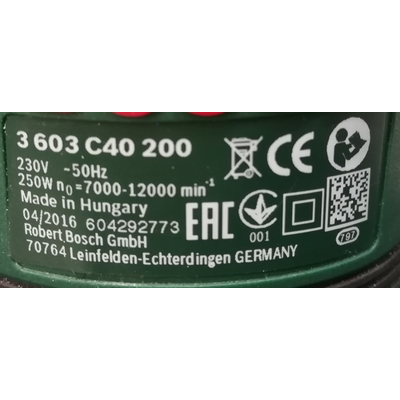 3 603 C40 200
230V ~50Hz
250W n₀=7000-12000 min⁻¹
Made in Hungary
04/2016 604292773
Robert Bosch GmbH
70764 Leinfelden-Echterdingen GERMANY
CE
EAC
001
797